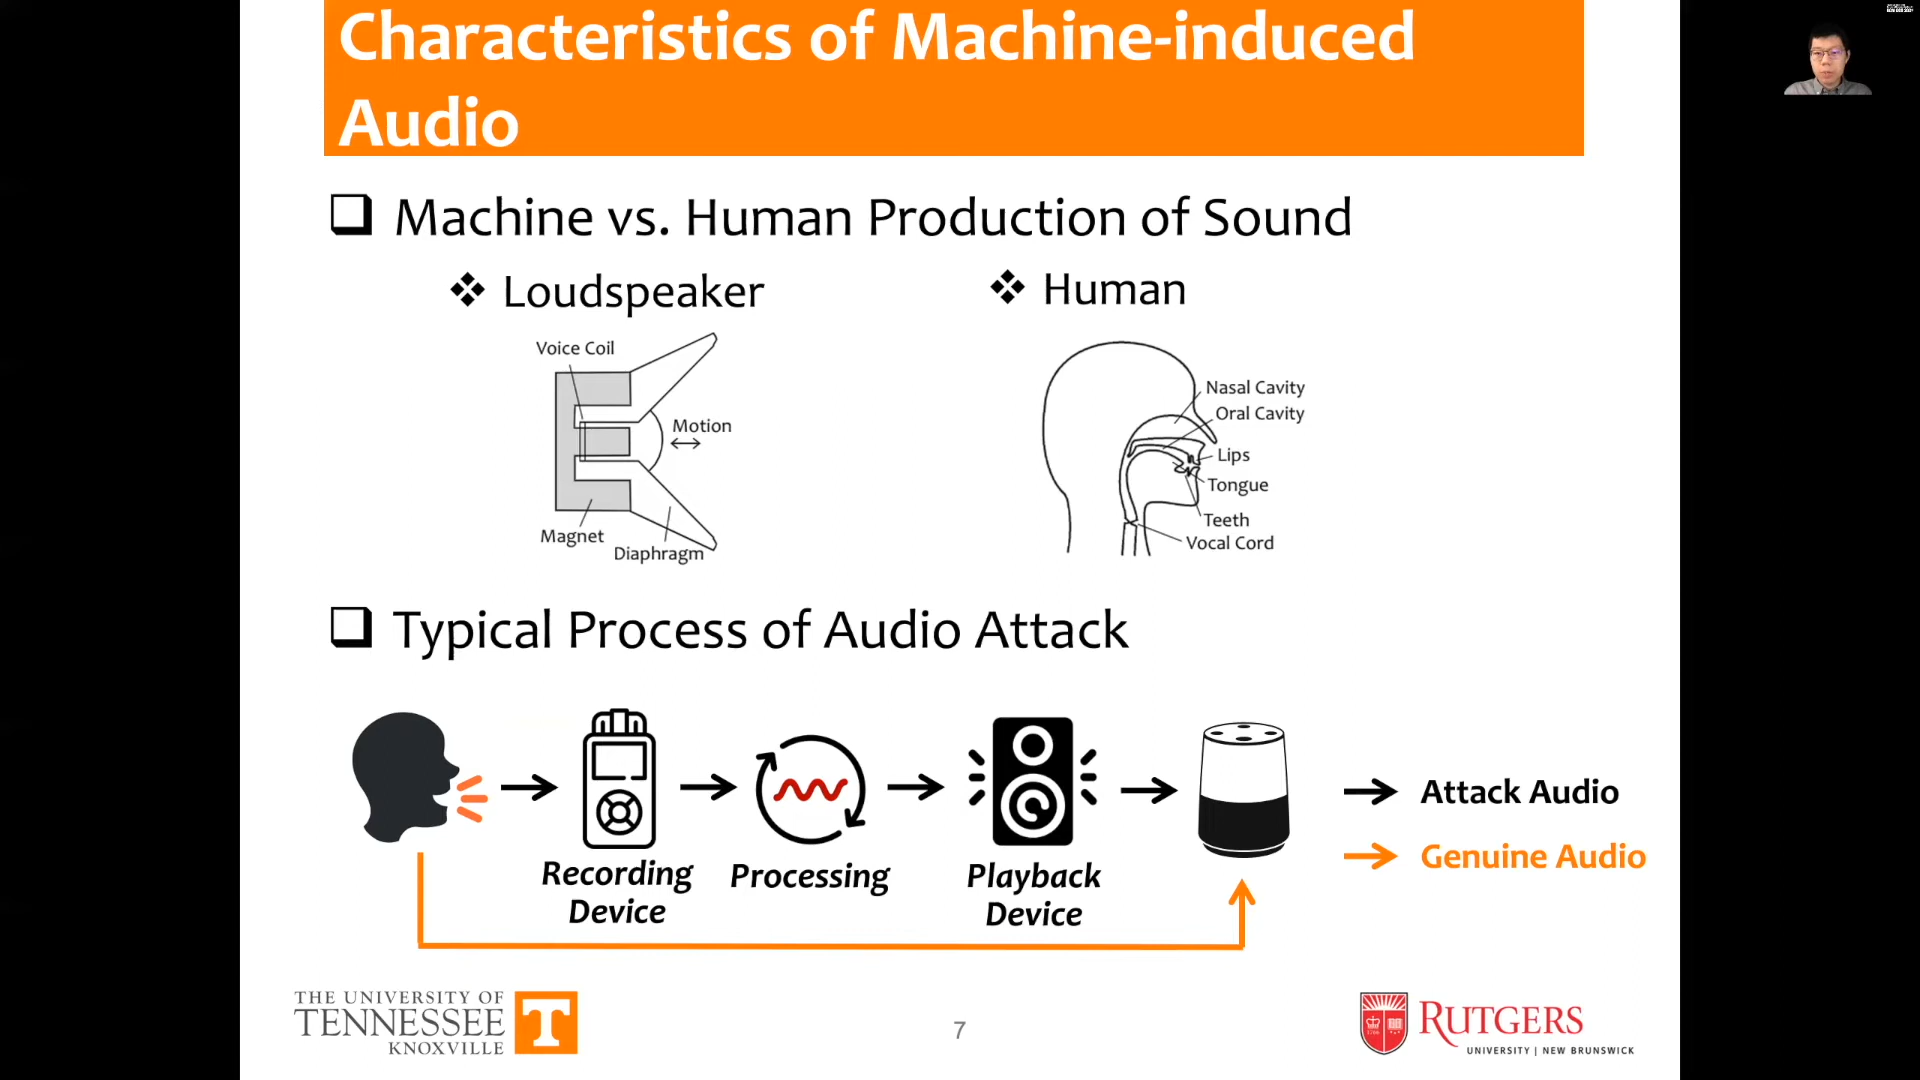 Characteristics of Machine-induced
Audio
Machine vs. Human Production of Sound
Loudspeaker
Human
Voice Coil
Motion
Magnet
Diaphragm
Nasal Cavity
Oral Cavity
Lips
Tongue
Teeth
Vocal Cord
Typical Process of Audio Attack
Recording
Device
Processing
Playback
Device
Attack Audio
Genuine Audio
THE UNIVERSITY OF
TENNESSEE
KNOXVILLE
T
7
RUTGERS
UNIVERSITY | NEW BRUNSWICK